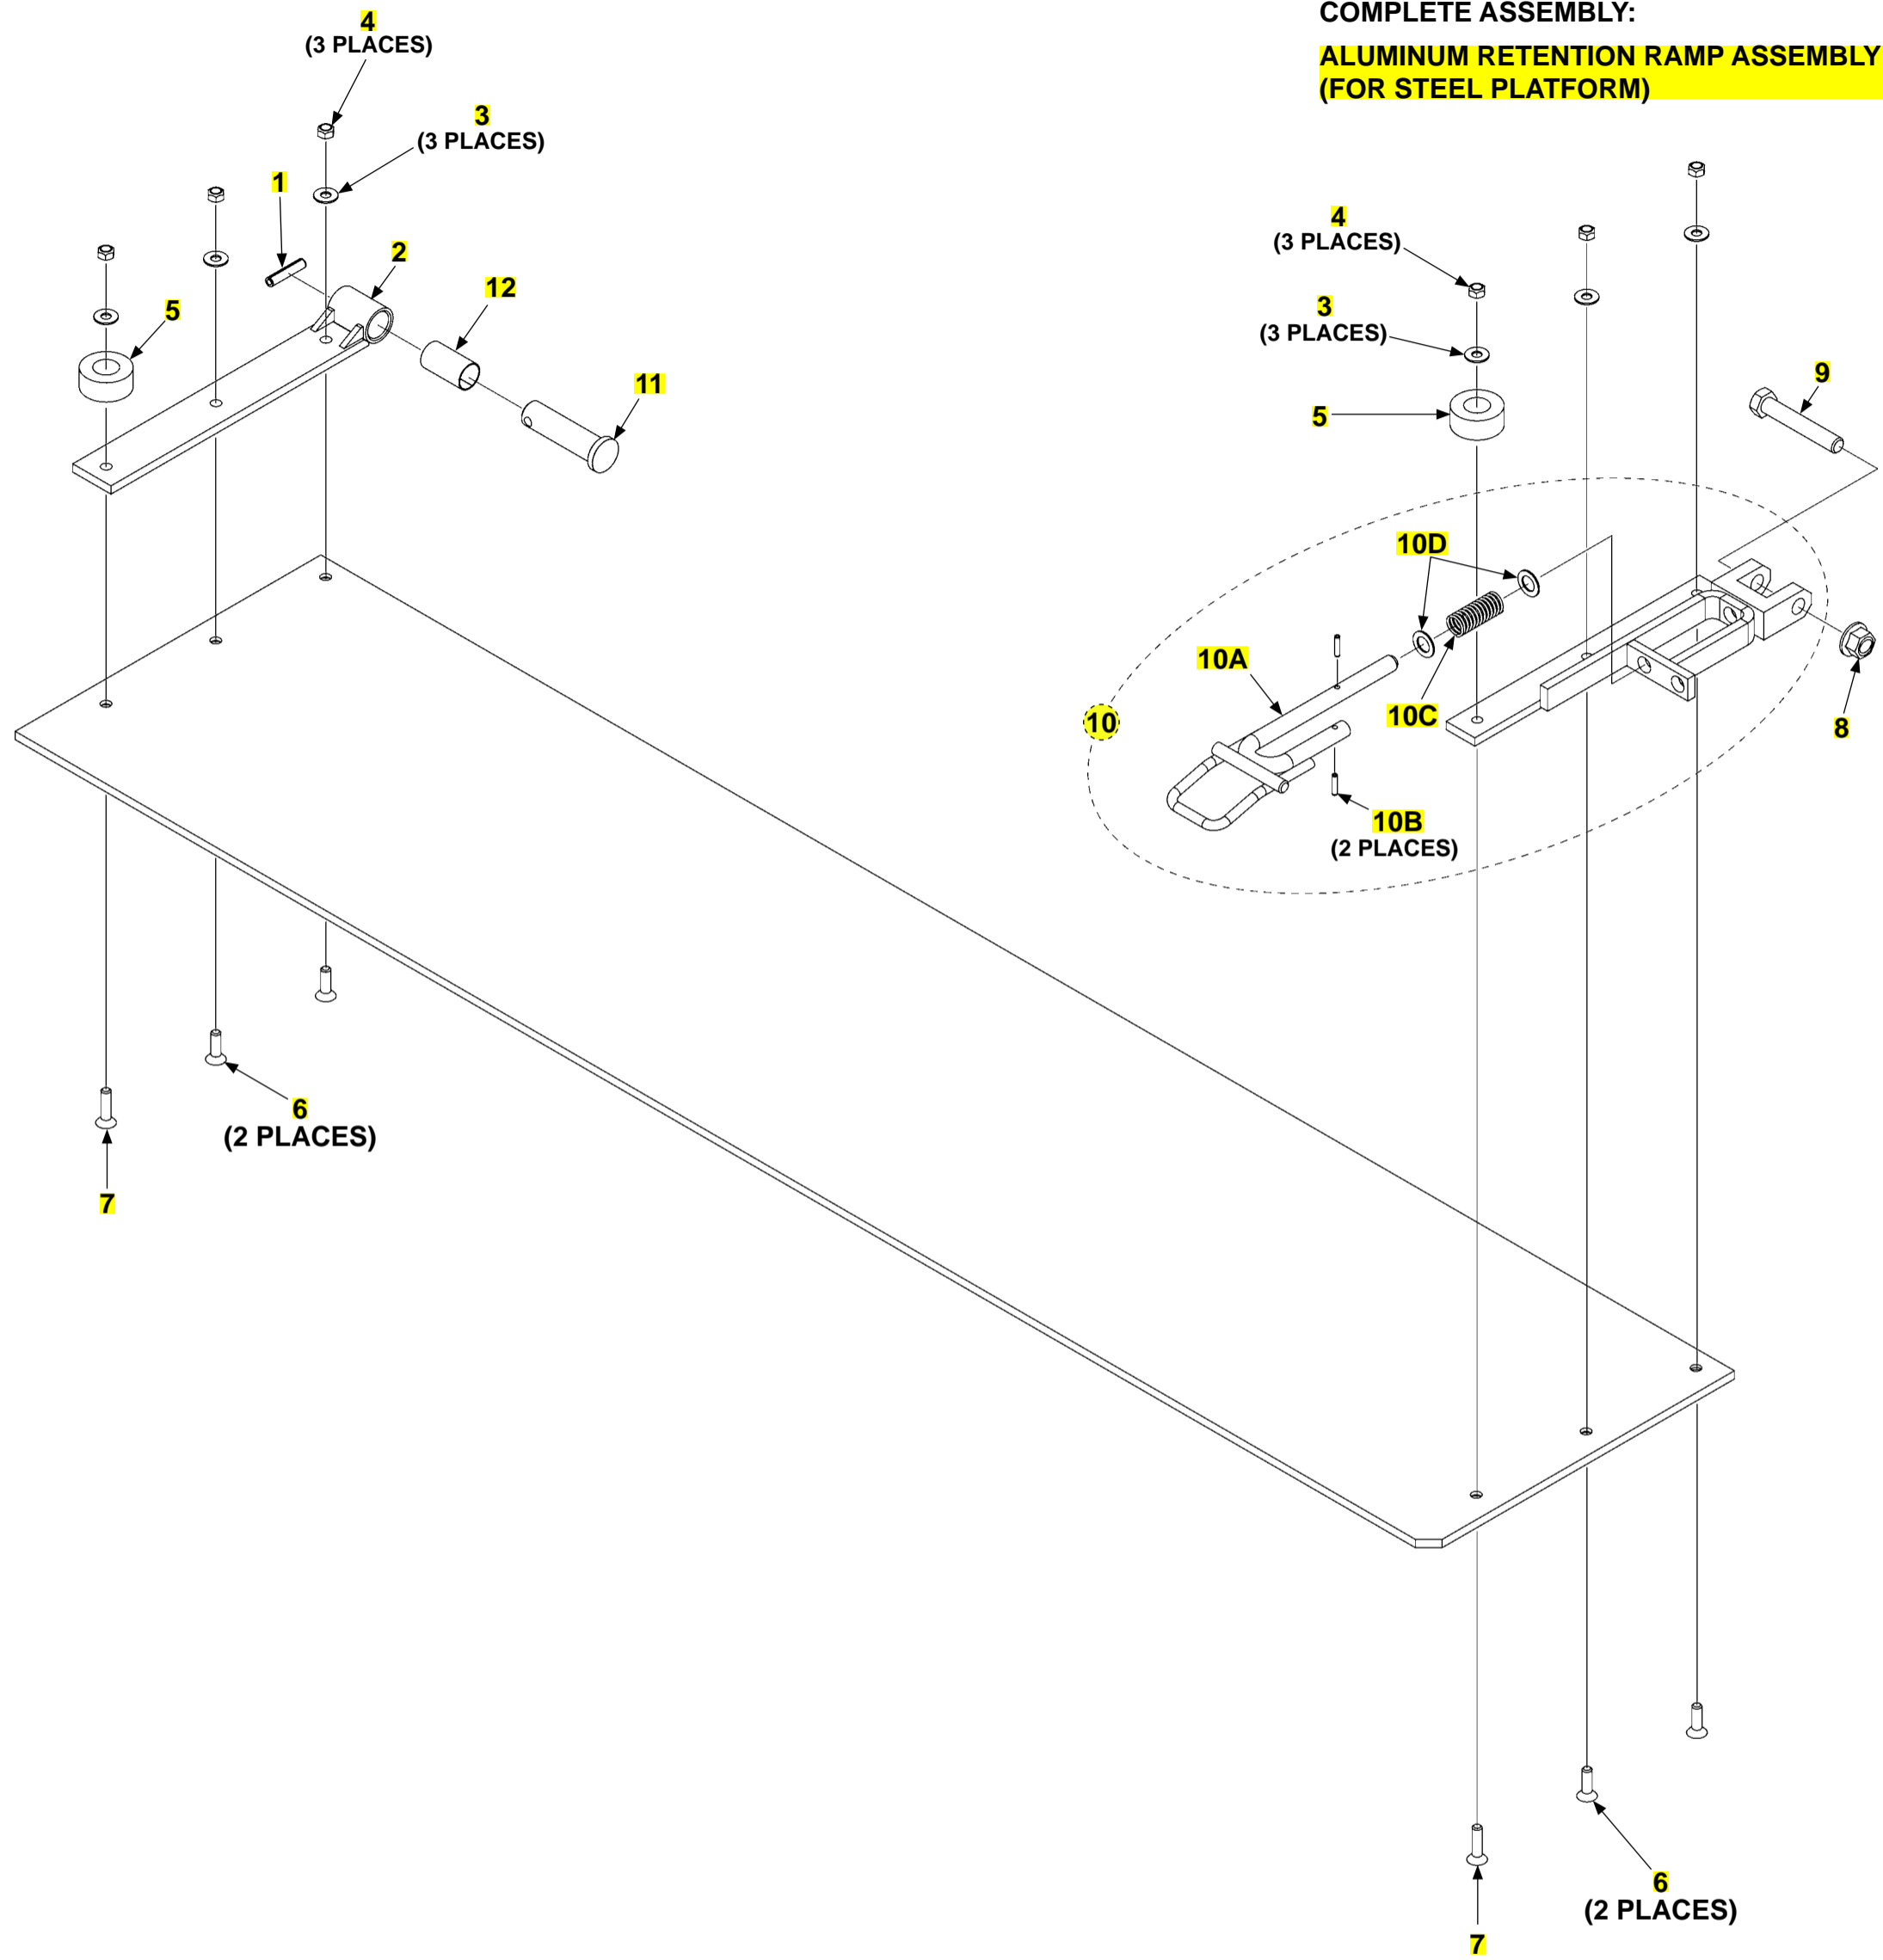 COMPLETE ASSEMBLY:
ALUMINUM RETENTION RAMP ASSEMBLY
(FOR STEEL PLATFORM)
4
(3 PLACES)
3
(3 PLACES)
1
2
12
5
11
4
(3 PLACES)
3
(3 PLACES)
5
9
10D
10A
10C
10
8
10B
(2 PLACES)
6
(2 PLACES)
7
6
(2 PLACES)
7